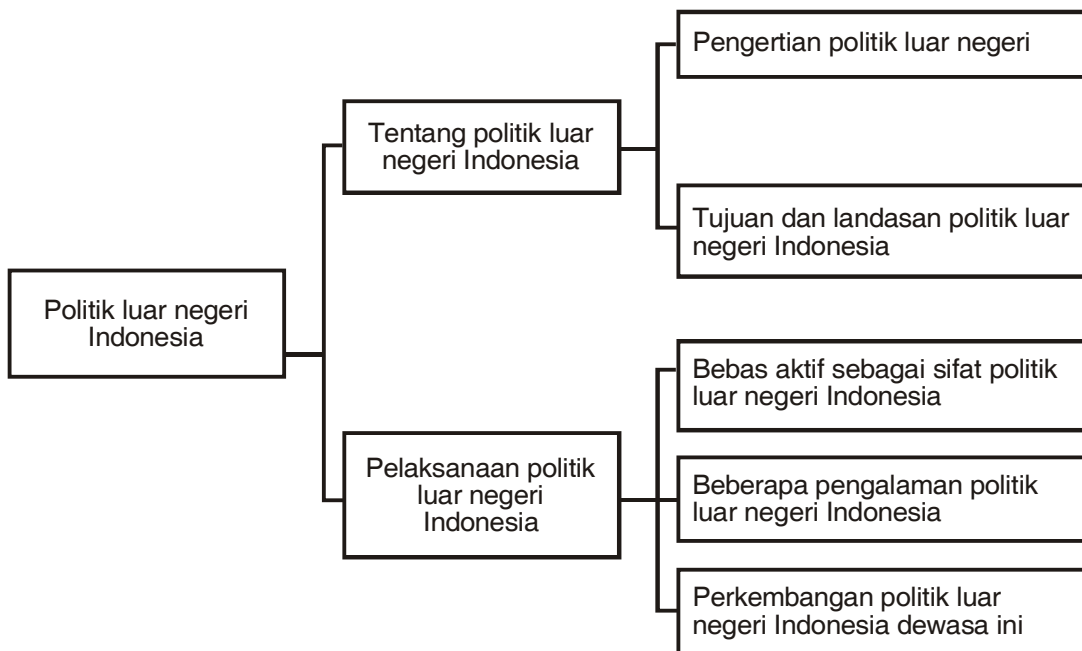 Politik luar negeri
Indonesia
Tentang politik luar
negeri Indonesia
Pengertian politik luar negeri
Tujuan dan landasan politik luar
negeri Indonesia
Pelaksanaan politik
luar negeri
Indonesia
Bebas aktif sebagai sifat politik
luar negeri Indonesia
Beberapa pengalaman politik
luar negeri Indonesia
Perkembangan politik luar
negeri Indonesia dewasa ini